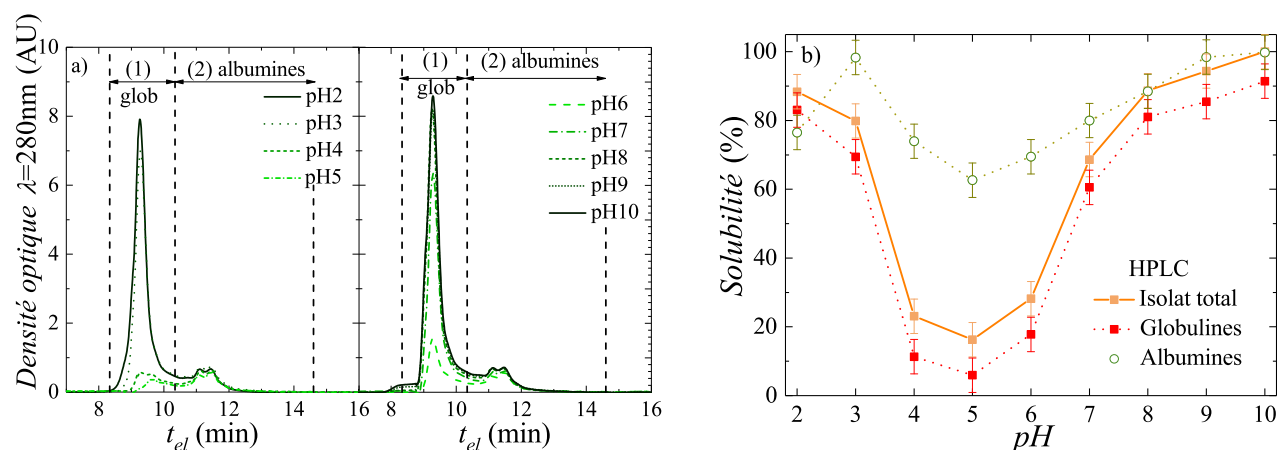 a)
(1)
(2) albumines
glob
pH2
pH3
pH4
pH5
Densité optique λ=280nm (AU)
10
8
6
4
2
0
8 10 12 14 16
t_el (min)
(1)
(2) albumines
glob
pH6
pH7
pH8
pH9
pH10
8 10 12 14 16
t_el (min)
b)
Solubilité (%)
100
80
60
40
20
0
HPLC
Isolat total
Globulines
Albumines
2 3 4 5 6 7 8 9 10
pH